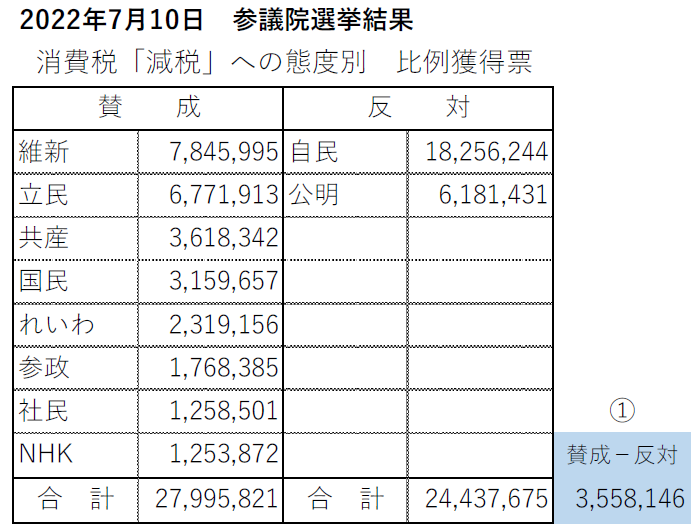 2022年7月10日　参議院選挙結果
消費税「減税」への態度別　比例獲得票
賛　成　反　対
維新　7,845,995　自民　18,256,244
立民　6,771,913　公明　6,181,431
共産　3,618,342
国民　3,159,657
れいわ　2,319,156
参政　1,768,385
社民　1,258,501　①
NHK　1,253,872　賛成－反対
合　計　27,995,821　合　計　24,437,675　3,558,146